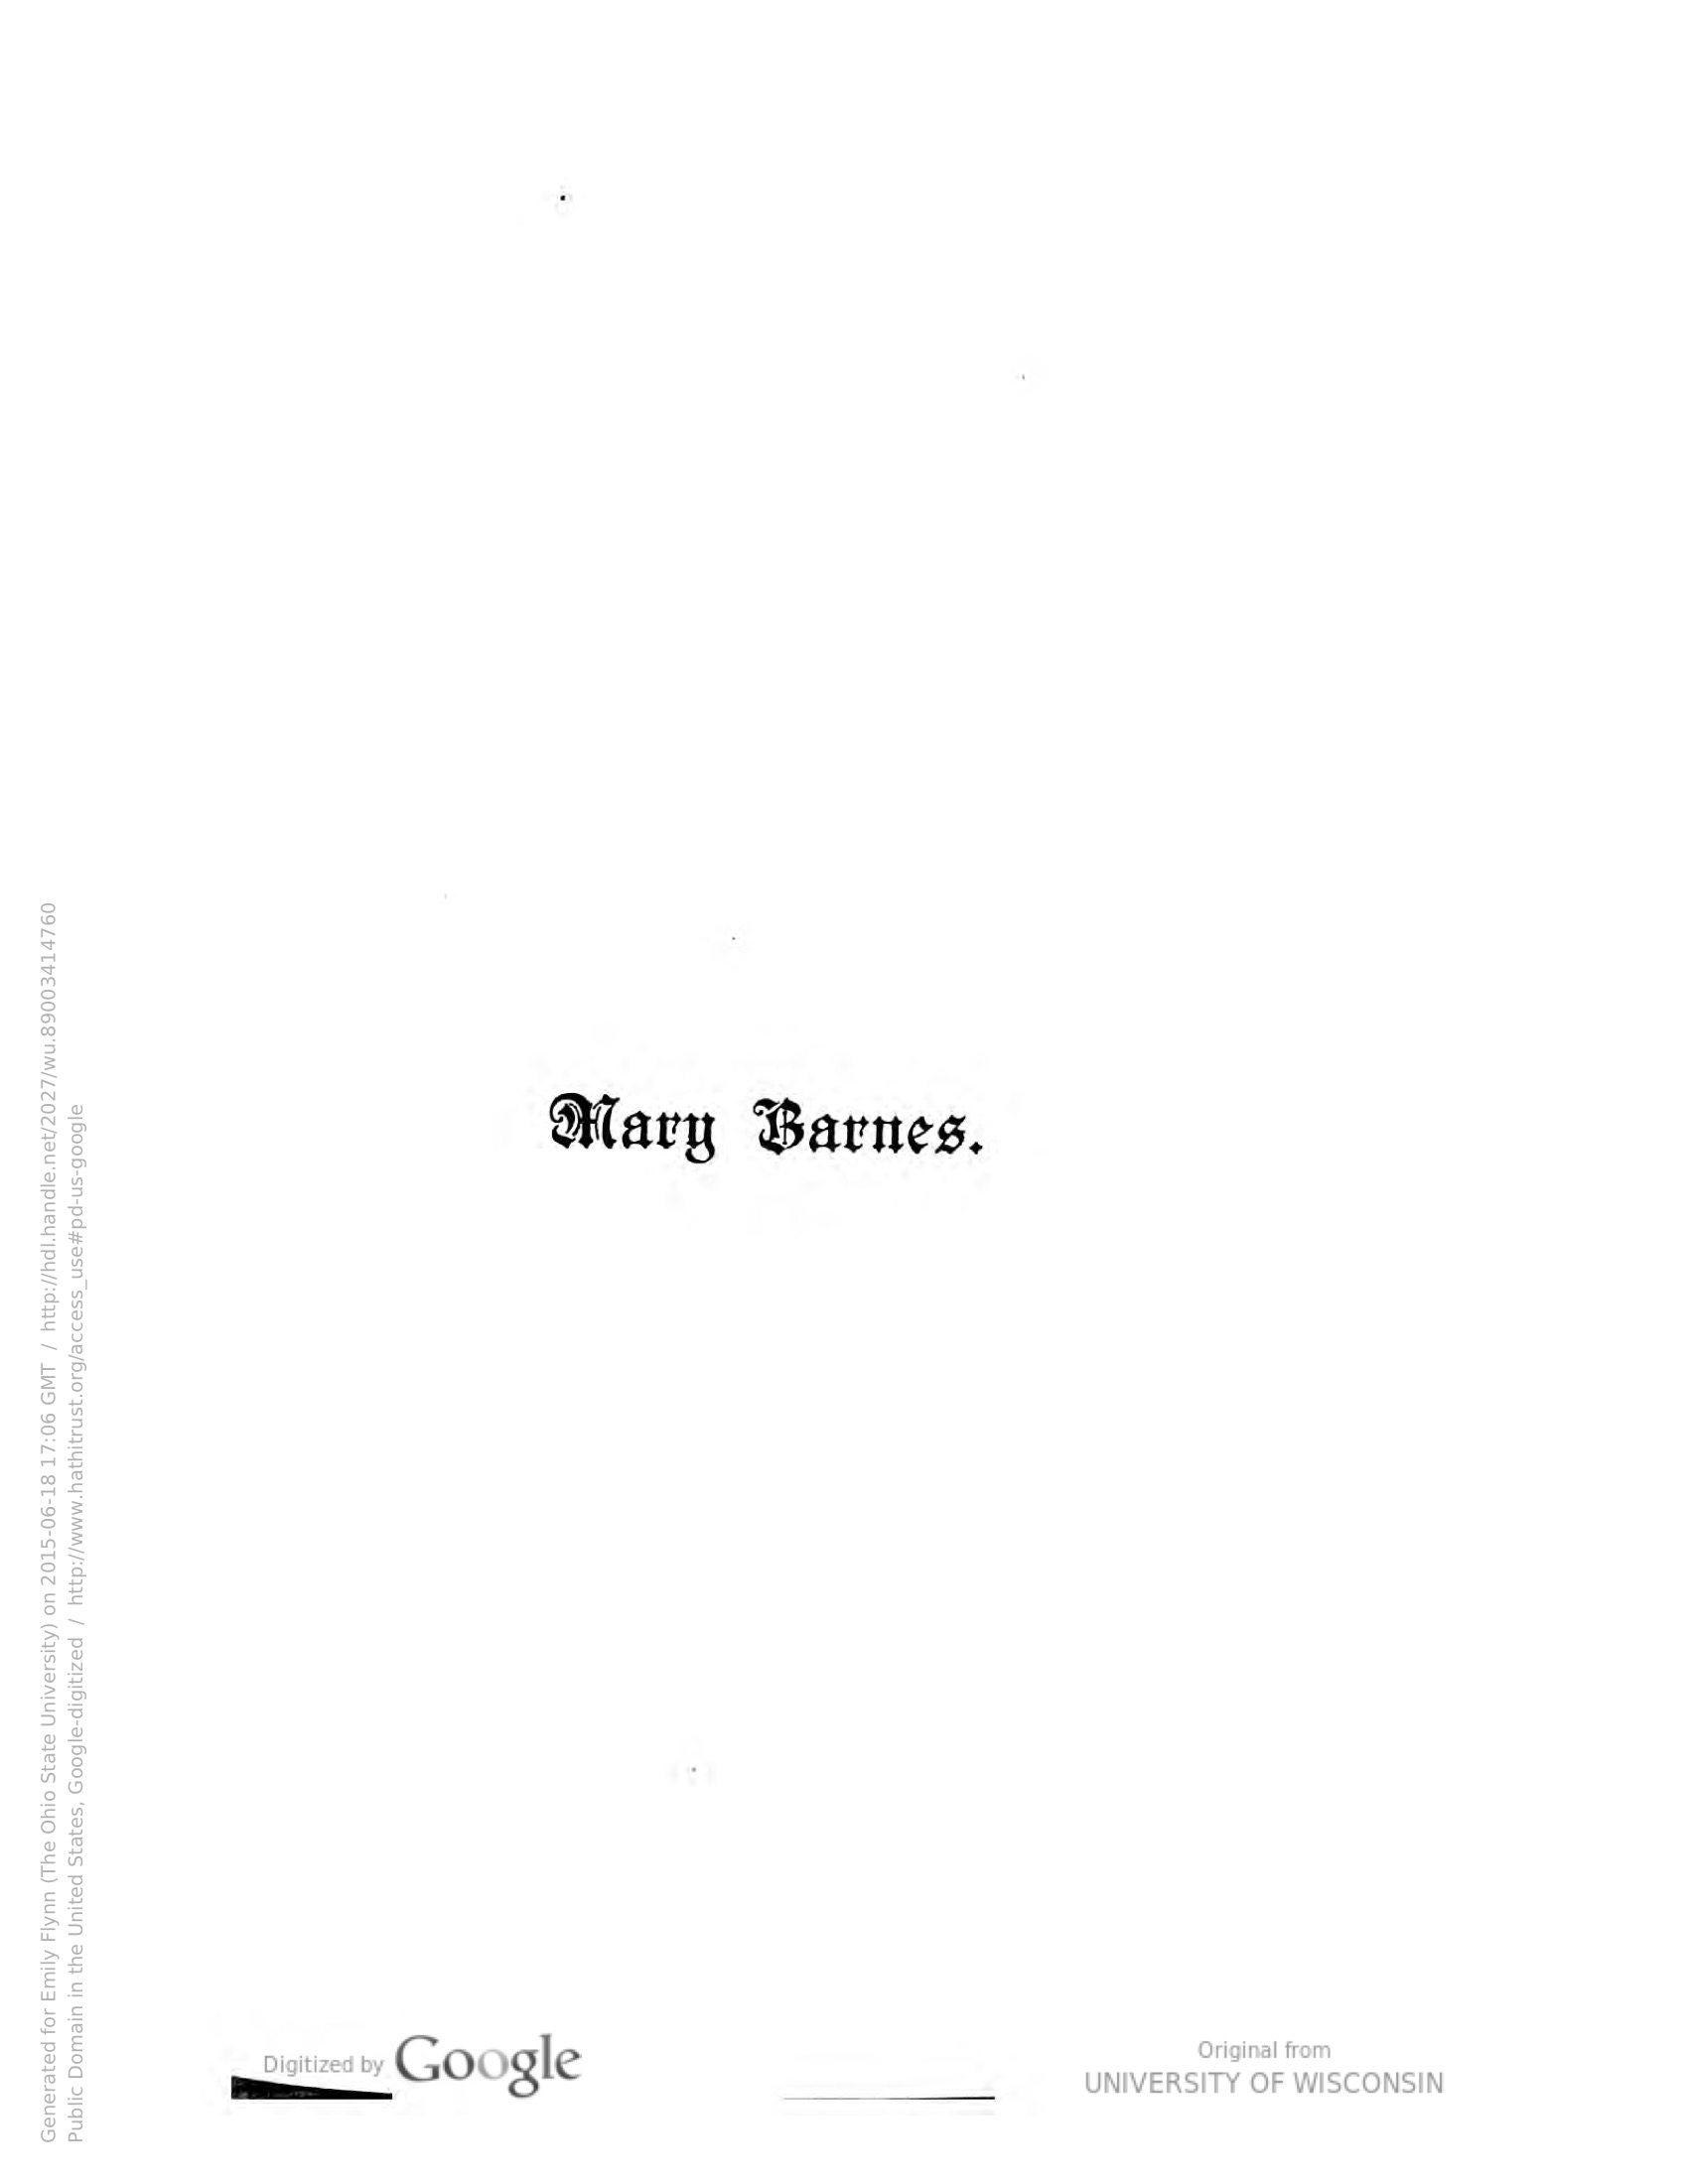 Mary Barnes.
Generated for Emily Flynn (The Ohio State University) on 2015-06-18 17:06 GMT / http://hdl.handle.net/2027/wu.89003414760
Public Domain in the United States, Google-digitized / http://www.hathitrust.org/access_use#pd-us-google
Digitized by Google
Original from
UNIVERSITY OF WISCONSIN